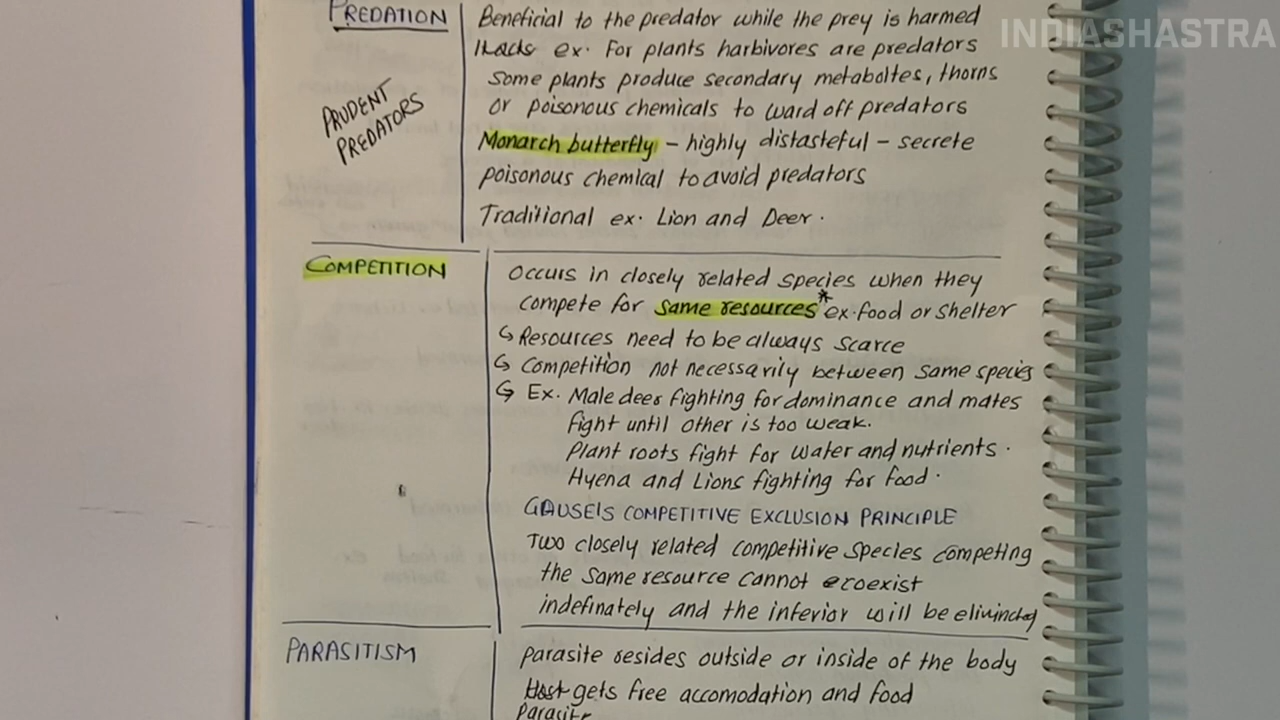 INDIASHASTRA
PREDATION
Beneficial to the predator while the prey is harmed
ex. For plants harbivores are predators
Some plants produce secondary metaboltes, thorns
or poisonous chemicals to ward off predators
PRUDENT
PREDATORS
Monarch butterfly – highly distasteful – secrete
poisonous chemical to avoid predators
Traditional ex. Lion and Deer.
COMPETITION
Occurs in closely related species when they
compete for same resources* ex. food or shelter
↳ Resources need to be always scarce
↳ Competition not necessarily between same species
↳ Ex. Male deer fighting for dominance and mates
Fight until other is too weak.
Plant roots fight for water and nutrients.
Hyena and Lions fighting for food.
GAUSEIS COMPETITIVE EXCLUSION PRINCIPLE
Two closely related competitive species competing
the same resource cannot coexist
indefinately and the inferior will be
PARASITISM
Parasite resides outside or inside of the body
Host gets free accomodation and food
Parasite